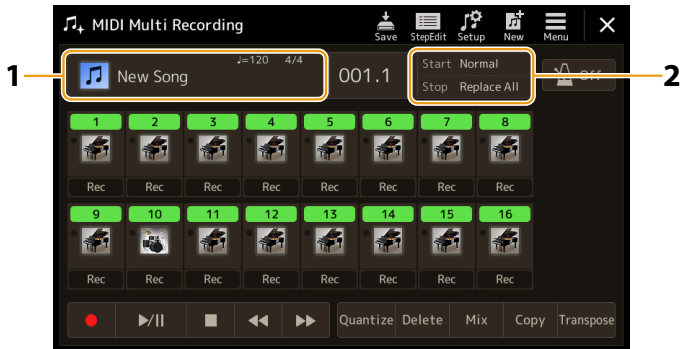 MIDI Multi Recording
Save StepEdit Setup New Menu
1
New Song
♩=120 4/4
001.1
Start Normal
Stop Replace All
Off
2
1 2 3 4 5 6 7 8
Rec Rec Rec Rec Rec Rec Rec Rec
9 10 11 12 13 14 15 16
Rec Rec Rec Rec Rec Rec Rec Rec
Quantize Delete Mix Copy Transpose